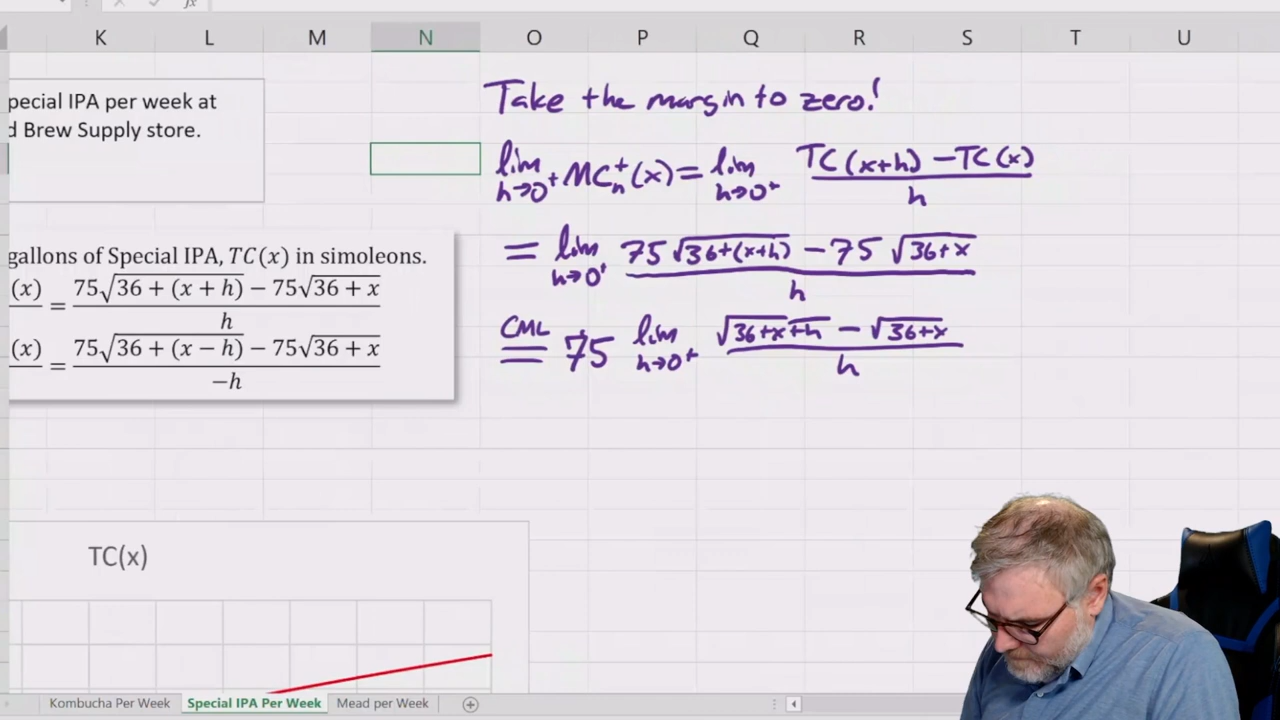 K L M N O P Q R S T U
pecial IPA per week at
d Brew Supply store.
gallons of Special IPA, TC(x) in simoleons.
(x) = 75√36 + (x + h) − 75√36 + x / h
(x) = 75√36 + (x − h) − 75√36 + x / −h
Take the margin to zero!
lim h→0⁺ MC⁺ₙ(x) = lim h→0⁺ TC(x+h) − TC(x) / h
= lim h→0⁺ 75√36+(x+h) − 75√36+x / h
CML = 75 lim h→0⁺ √36+x+h − √36+x / h
TC(x)
Kombucha Per Week Special IPA Per Week Mead per Week